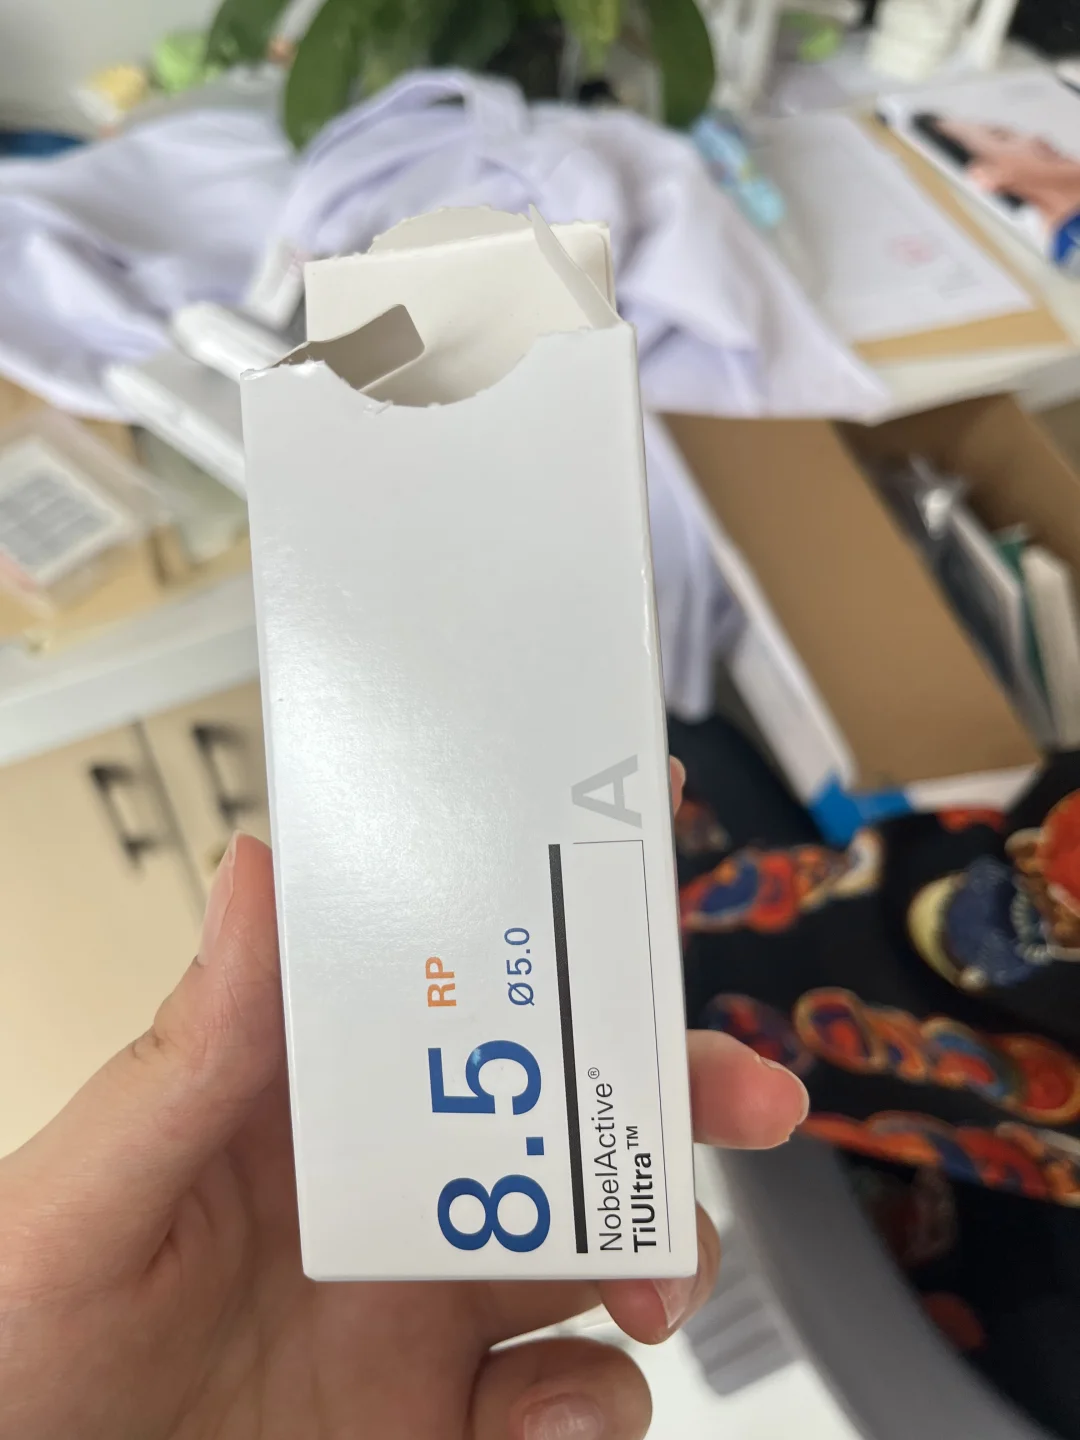 8.5 RP
Ø5.0
NobelActive®
TiUltra™
A